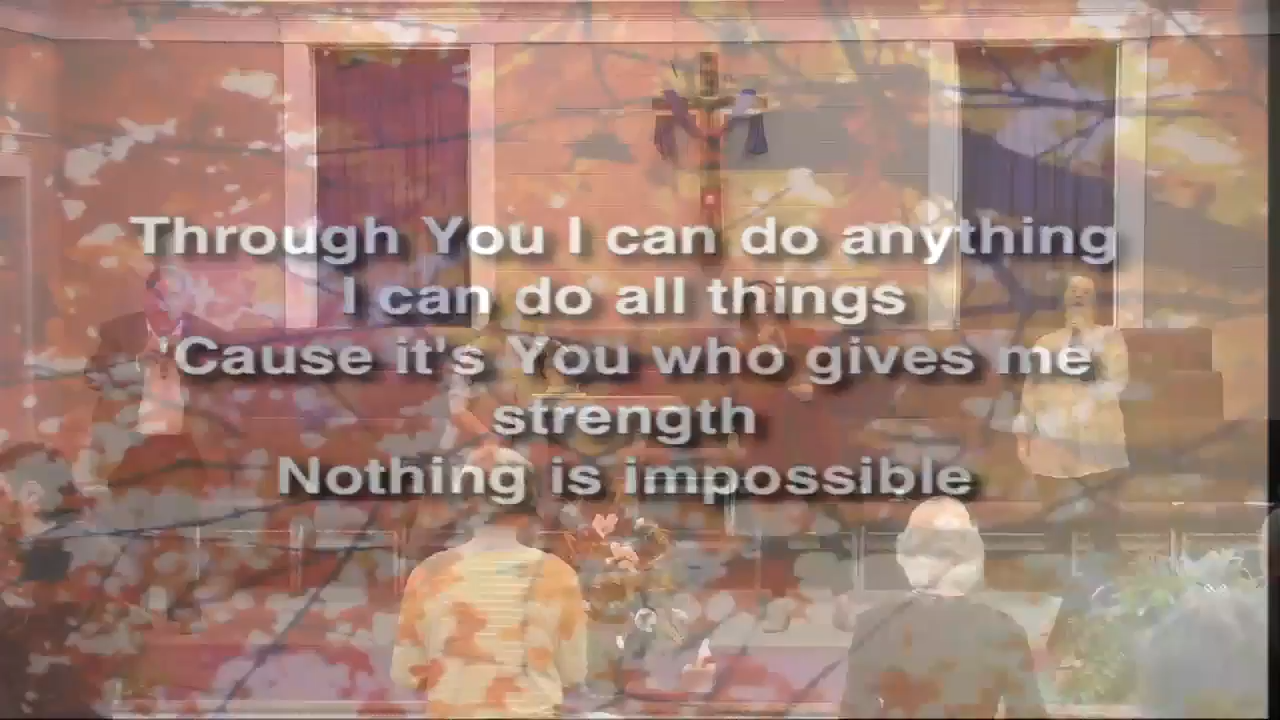 Through You I can do anything
I can do all things
Cause it's You who gives me
strength
Nothing is impossible